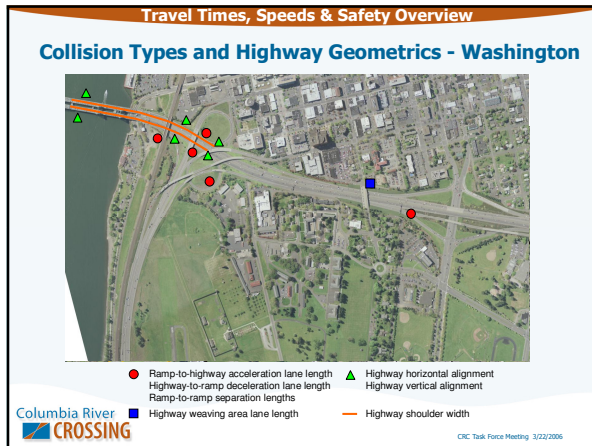 Travel Times, Speeds & Safety Overview
Collision Types and Highway Geometrics - Washington
Ramp-to-highway acceleration lane length
Highway-to-ramp deceleration lane length
Ramp-to-ramp separation lengths
Highway weaving area lane length
Highway horizontal alignment
Highway vertical alignment
Highway shoulder width
Columbia River
CROSSING
CRC Task Force Meeting 3/22/2006